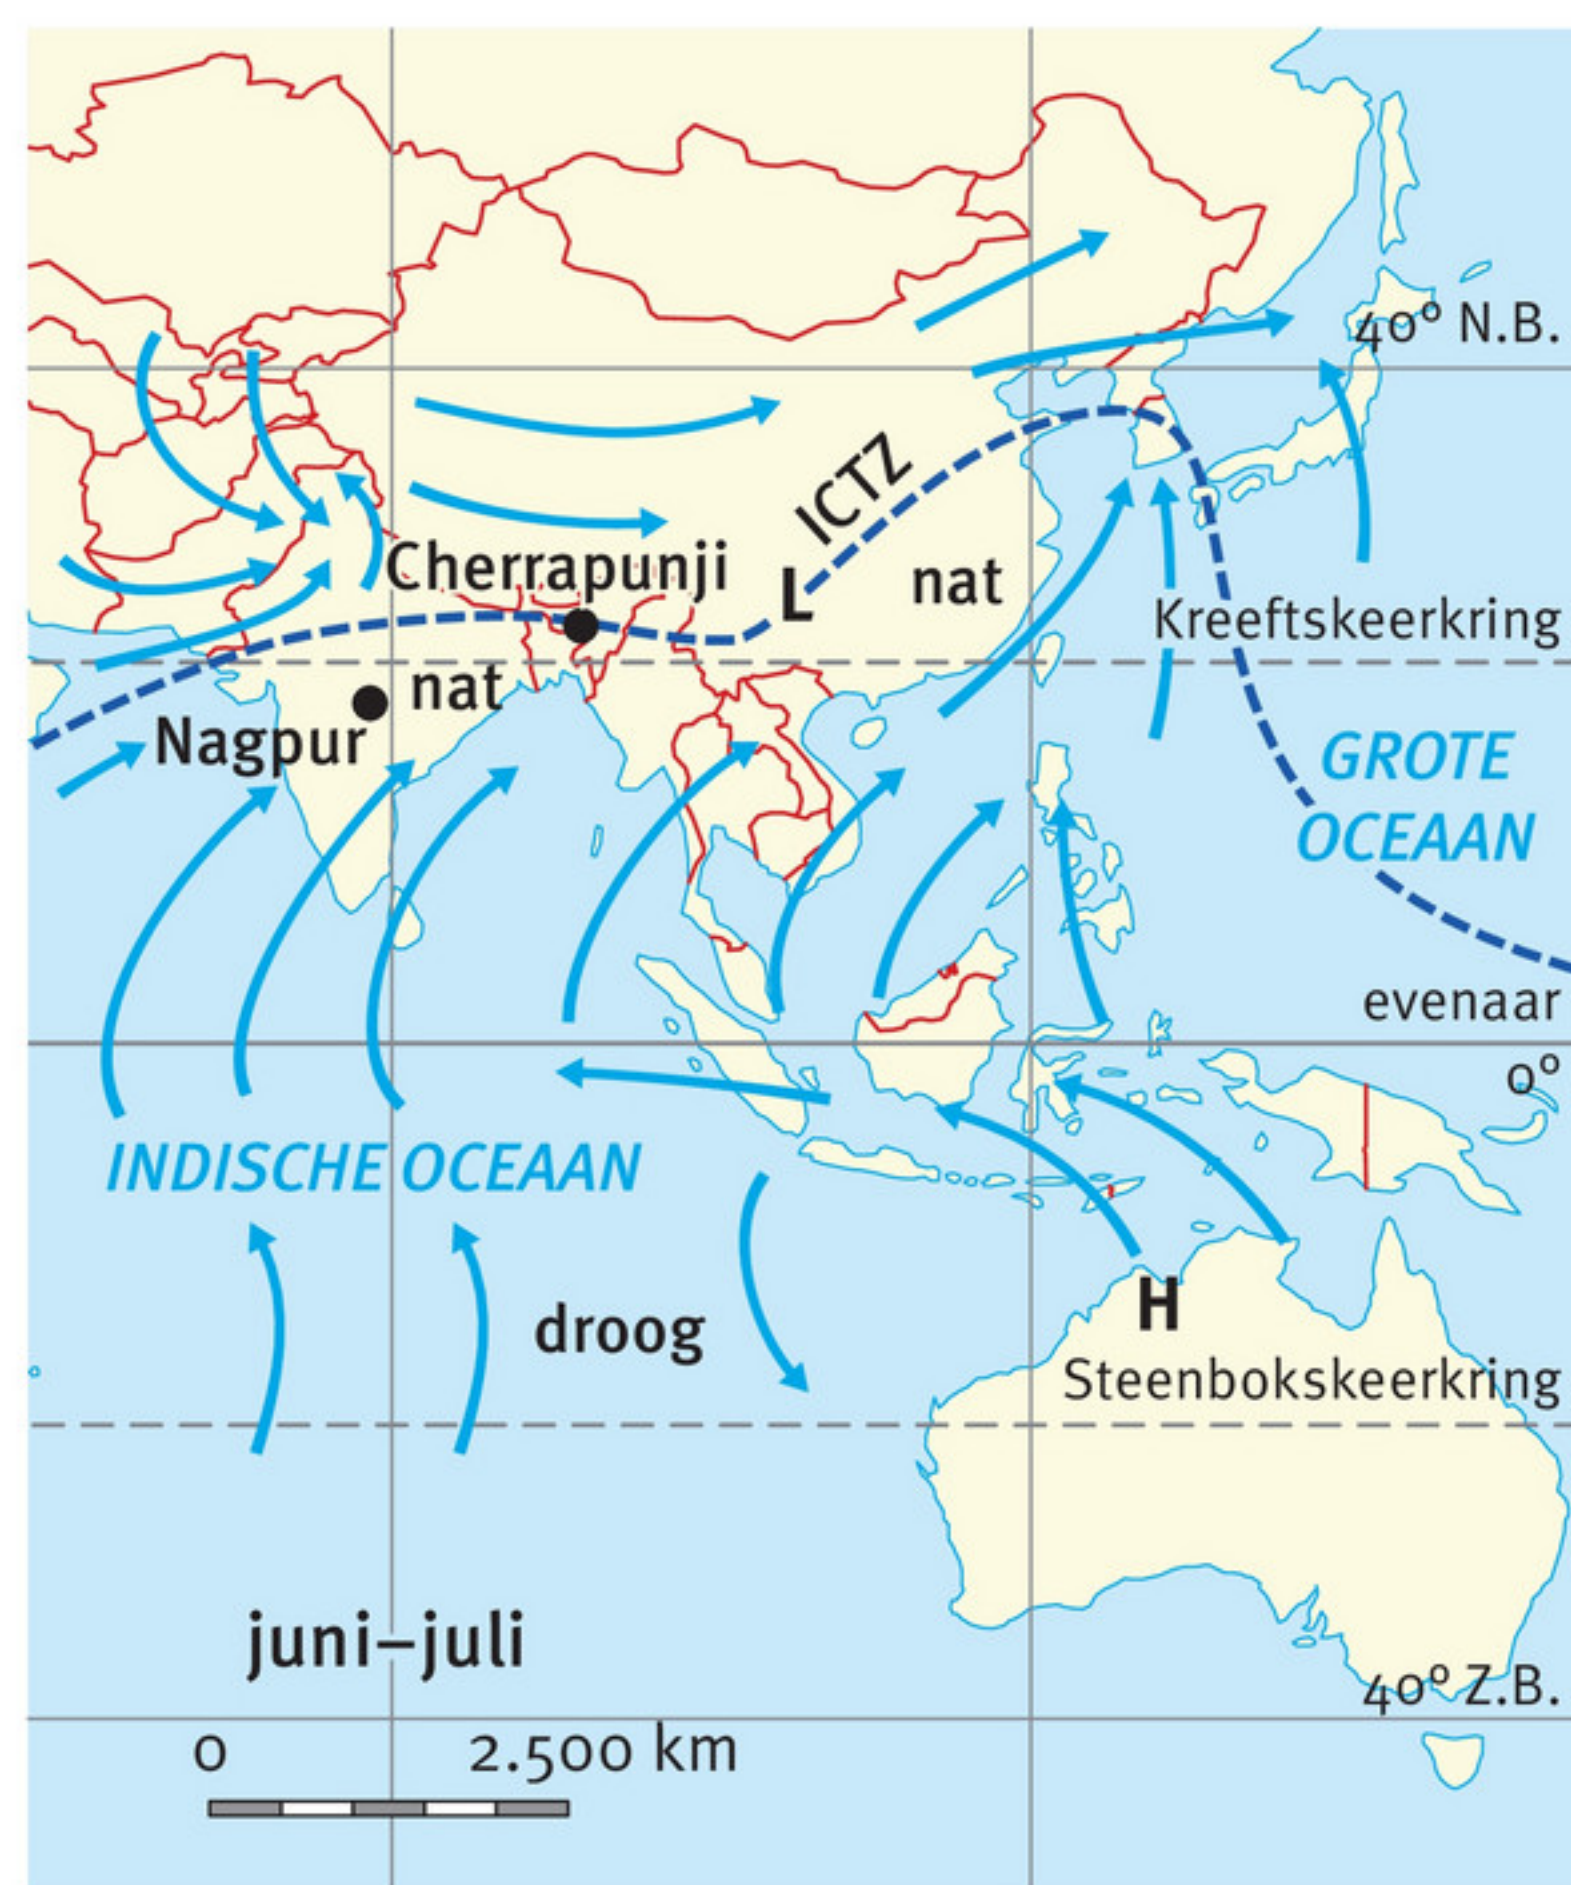 40° N.B.
ICTZ
Cherrapunji
L
nat
Kreeftskeerkring
nat
Nagpur
GROTE
OCEAAN
evenaar
0°
INDISCHE OCEAAN
H
droog
Steenbokskeerkring
juni–juli
40° Z.B.
0 2.500 km